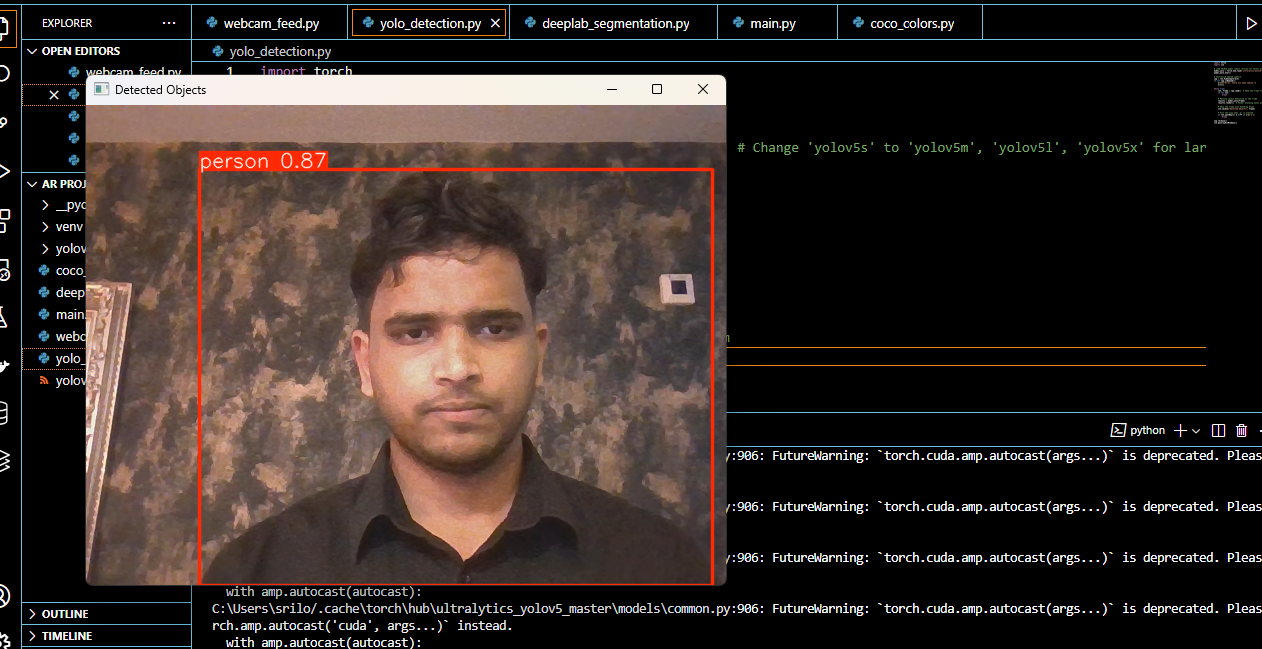 EXPLORER
webcam_feed.py
yolo_detection.py
deeplab_segmentation.py
main.py
coco_colors.py
OPEN EDITORS
yolo_detection.py
webcam_feed.py
1 import torch
Detected Objects
# Change 'yolov5s' to 'yolov5m', 'yolov5l', 'yolov5x' for lar
person 0.87
AR PROJ
__pyc
venv
yolov
coco_
deep
main.
webc
yolo_
yolov
python
y:906: FutureWarning: `torch.cuda.amp.autocast(args...)` is deprecated. Pleas
y:906: FutureWarning: `torch.cuda.amp.autocast(args...)` is deprecated. Pleas
y:906: FutureWarning: `torch.cuda.amp.autocast(args...)` is deprecated. Pleas
with amp.autocast(autocast):
C:\Users\srilo/.cache\torch\hub\ultralytics_yolov5_master\models\common.py:906: FutureWarning: `torch.cuda.amp.autocast(args...)` is deprecated. Pleas
rch.amp.autocast('cuda', args...)` instead.
with amp.autocast(autocast):
OUTLINE
TIMELINE